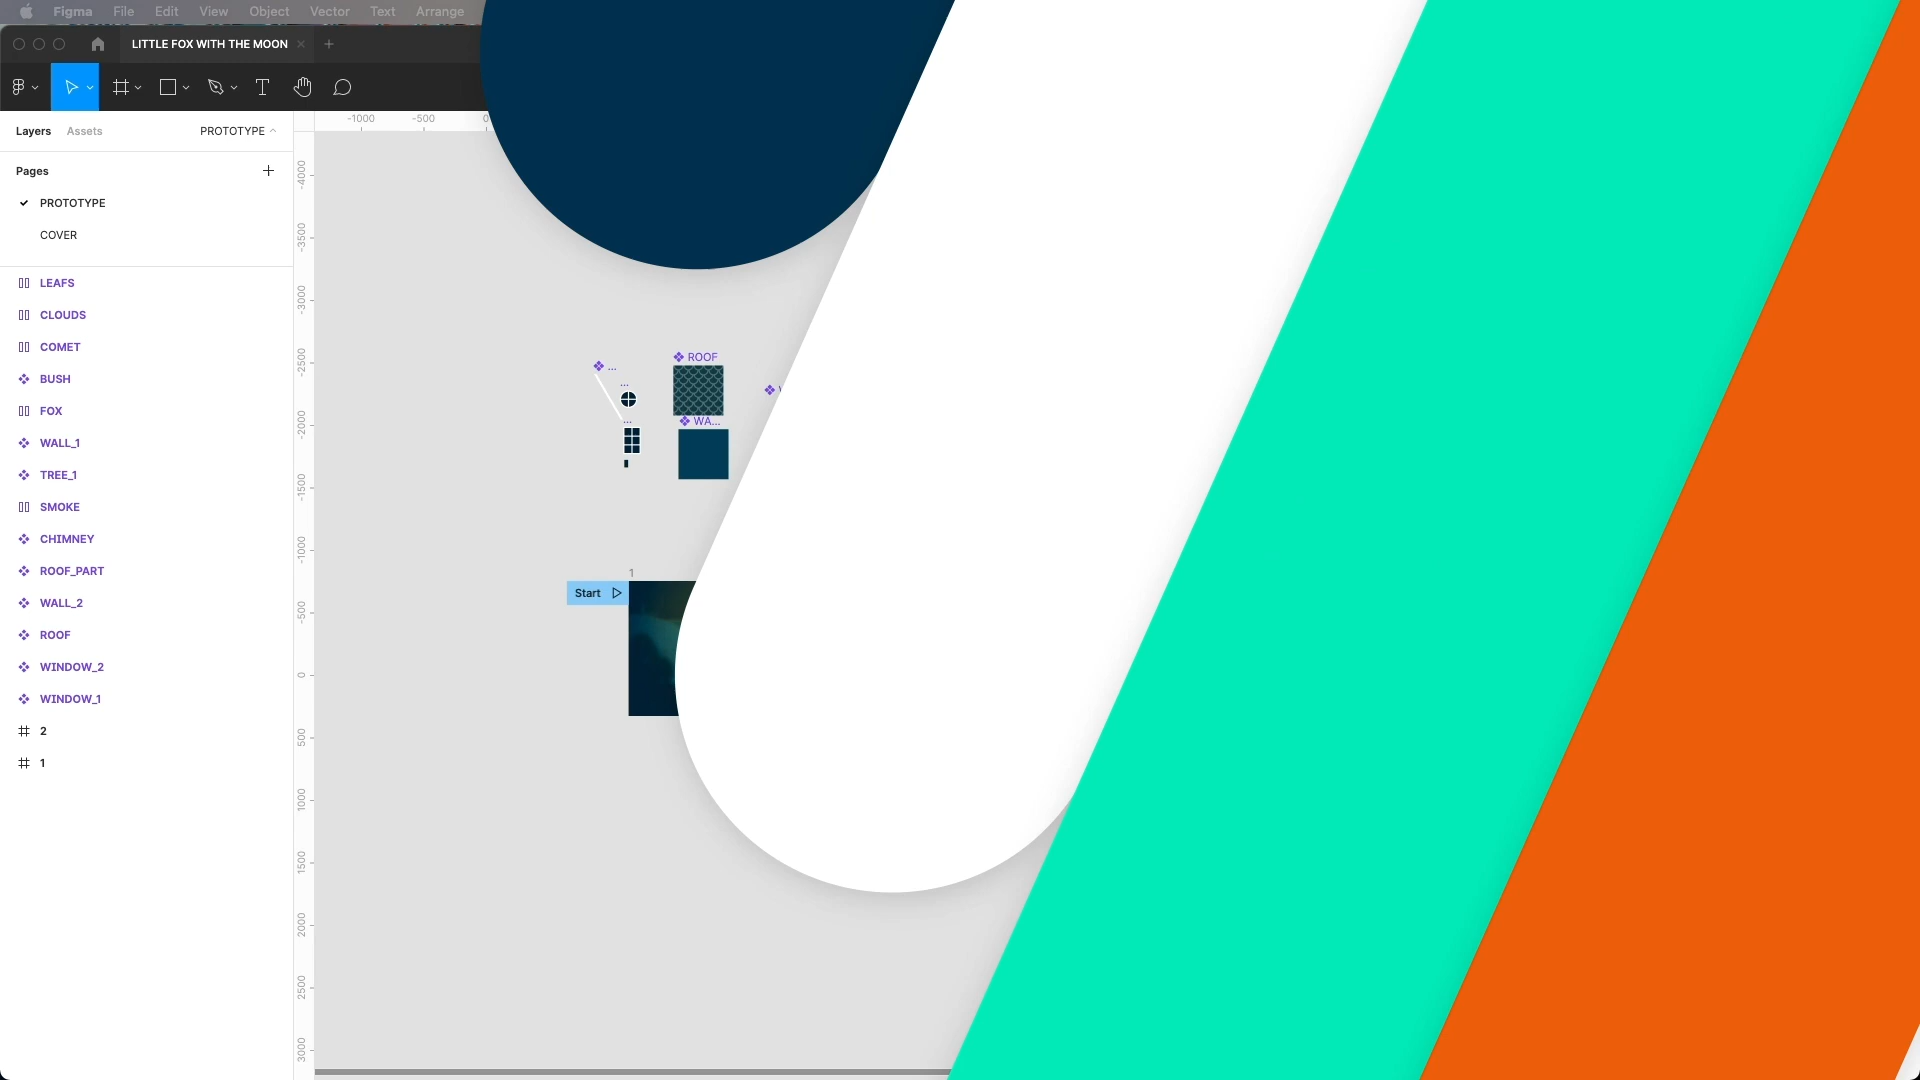 Figma File Edit View Object Vector Text Arrange
LITTLE FOX WITH THE MOON
Layers Assets PROTOTYPE
Pages
PROTOTYPE
COVER
LEAFS
CLOUDS
COMET
BUSH
FOX
WALL_1
TREE_1
SMOKE
CHIMNEY
ROOF_PART
WALL_2
ROOF
WINDOW_2
WINDOW_1
2
1
-1000 -500 0
-4000
-3500
-3000
-2500
-2000
-1500
-1000
-500
0
500
1000
1500
2000
2500
3000
...
ROOF
...
...
WA...
1
Start